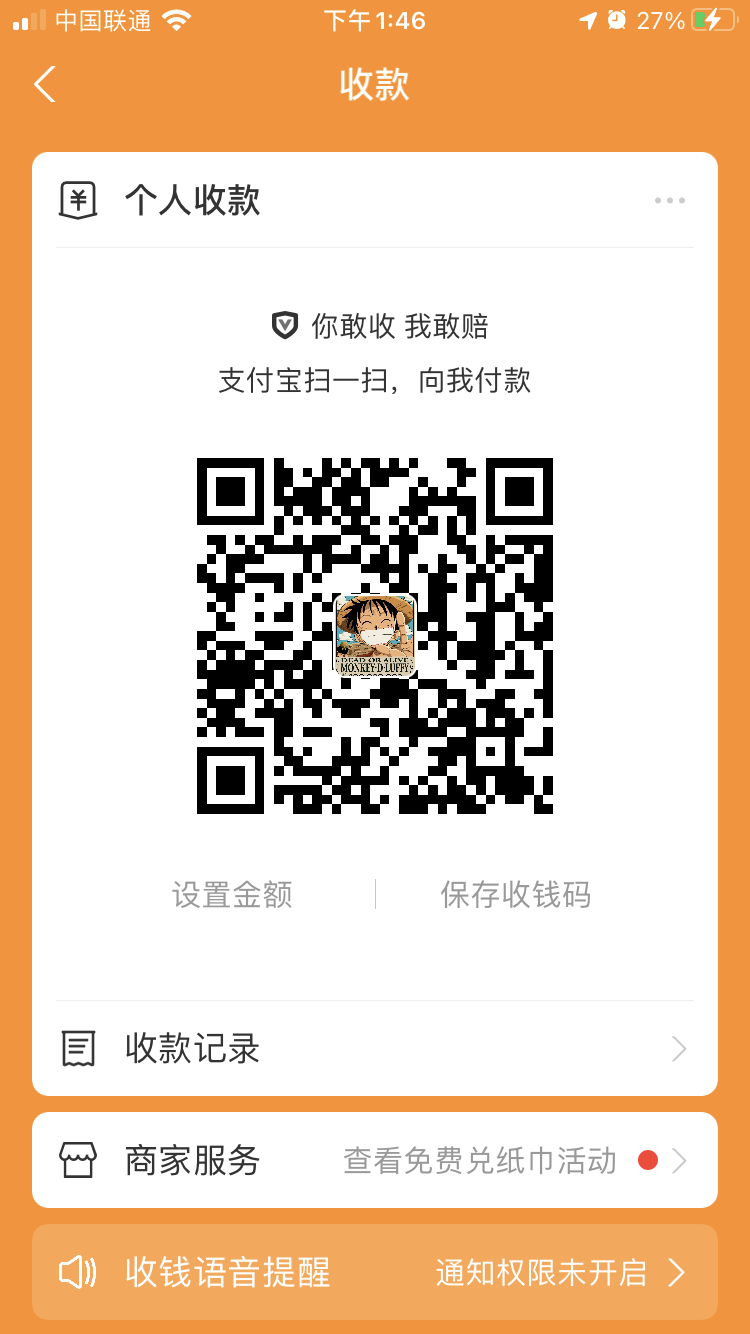 中国联通 下午1:46 27%
收款
个人收款
你敢收 我敢赔
支付宝扫一扫，向我付款
DEAD OR ALIVE
MONKEY·D·LUFFY
设置金额 保存收钱码
收款记录
商家服务 查看免费兑纸巾活动
收钱语音提醒 通知权限未开启